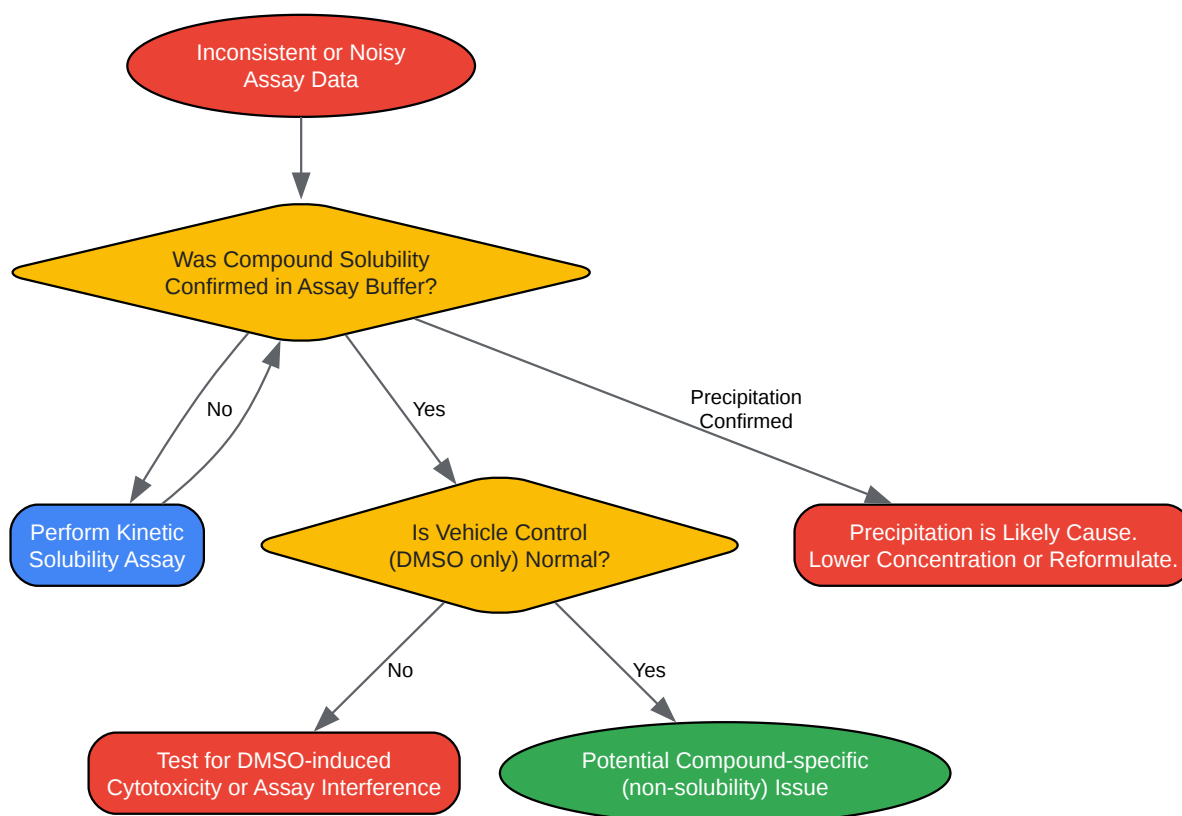 Inconsistent or Noisy
Assay Data
Was Compound Solubility
Confirmed in Assay Buffer?
No
Yes
Precipitation
Confirmed
Perform Kinetic
Solubility Assay
Is Vehicle Control
(DMSO only) Normal?
Precipitation is Likely Cause.
Lower Concentration or Reformulate.
No
Yes
Test for DMSO-induced
Cytotoxicity or Assay Interference
Potential Compound-specific
(non-solubility) Issue